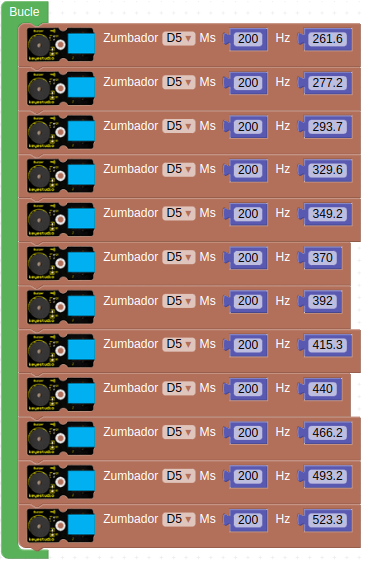 Bucle
Zumbador D5 Ms 200 Hz 261.6
Zumbador D5 Ms 200 Hz 277.2
Zumbador D5 Ms 200 Hz 293.7
Zumbador D5 Ms 200 Hz 329.6
Zumbador D5 Ms 200 Hz 349.2
Zumbador D5 Ms 200 Hz 370
Zumbador D5 Ms 200 Hz 392
Zumbador D5 Ms 200 Hz 415.3
Zumbador D5 Ms 200 Hz 440
Zumbador D5 Ms 200 Hz 466.2
Zumbador D5 Ms 200 Hz 493.2
Zumbador D5 Ms 200 Hz 523.3